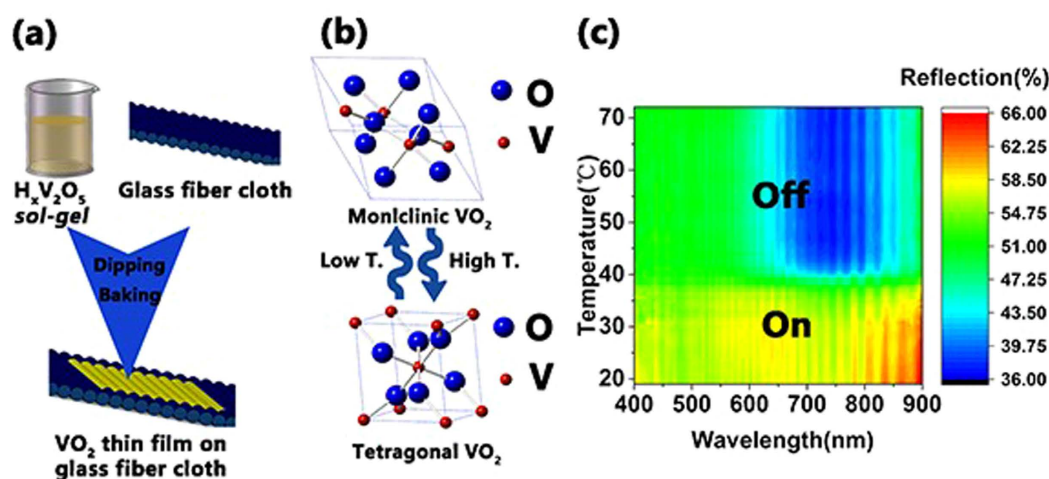 (a)
HₓV₂O₅
sol-gel
Glass fiber cloth
Dipping
Baking
VO₂ thin film on
glass fiber cloth
(b)
O
V
Monlclinic VO₂
Low T.
High T.
O
V
Tetragonal VO₂
(c)
Reflection(%)
Temperature(℃)
70
60
50
40
30
20
Off
On
400 500 600 700 800 900
Wavelength(nm)
66.00
62.25
58.50
54.75
51.00
47.25
43.50
39.75
36.00